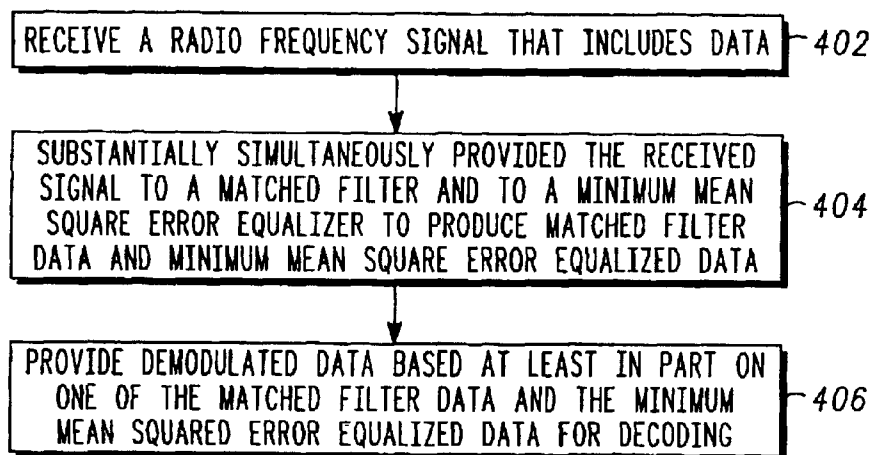 RECEIVE A RADIO FREQUENCY SIGNAL THAT INCLUDES DATA 402
SUBSTANTIALLY SIMULTANEOUSLY PROVIDED THE RECEIVED
SIGNAL TO A MATCHED FILTER AND TO A MINIMUM MEAN
SQUARE ERROR EQUALIZER TO PRODUCE MATCHED FILTER
DATA AND MINIMUM MEAN SQUARE ERROR EQUALIZED DATA
404
PROVIDE DEMODULATED DATA BASED AT LEAST IN PART ON
ONE OF THE MATCHED FILTER DATA AND THE MINIMUM
MEAN SQUARED ERROR EQUALIZED DATA FOR DECODING
406